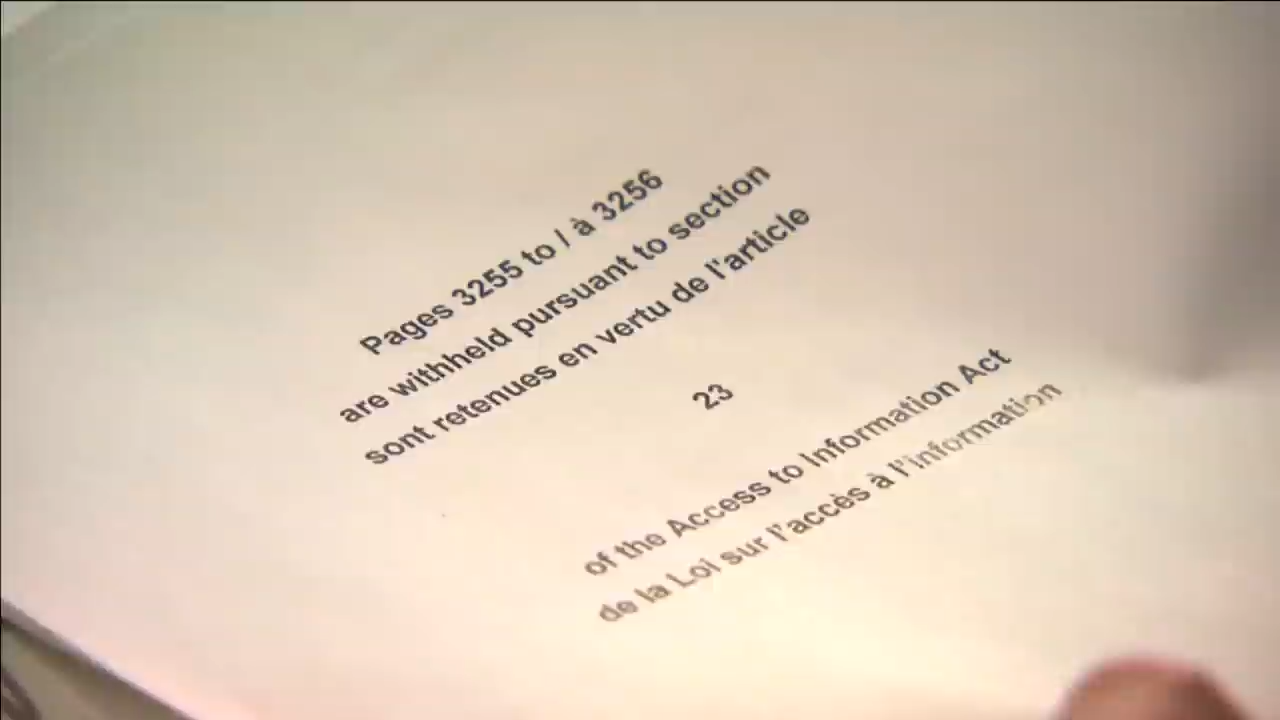 Pages 3255 to / à 3256
are withheld pursuant to section
sont retenues en vertu de l'article
23
of the Access to Information Act
de la Loi sur l'accès à l'information